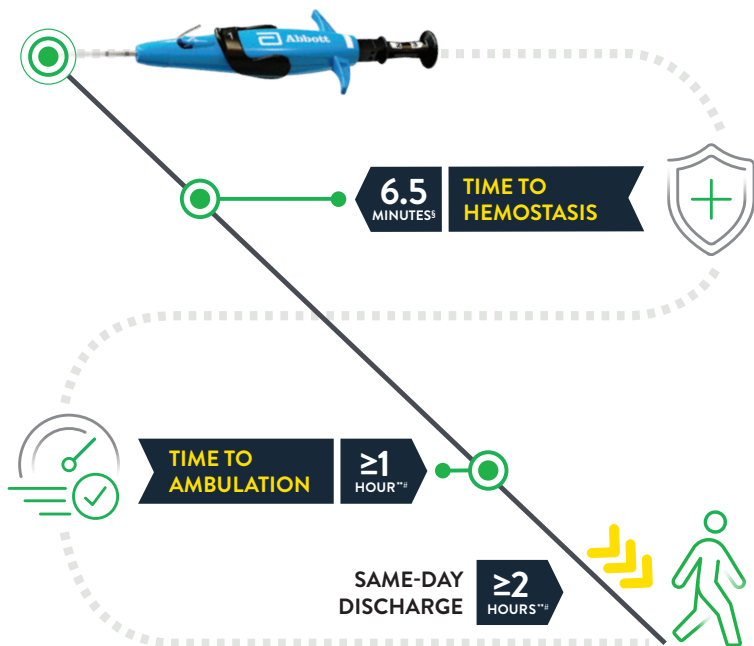 Abbott
6.5
MINUTES§
TIME TO
HEMOSTASIS
TIME TO
AMBULATION
≥1
HOUR**#
SAME-DAY
DISCHARGE
≥2
HOURS**#